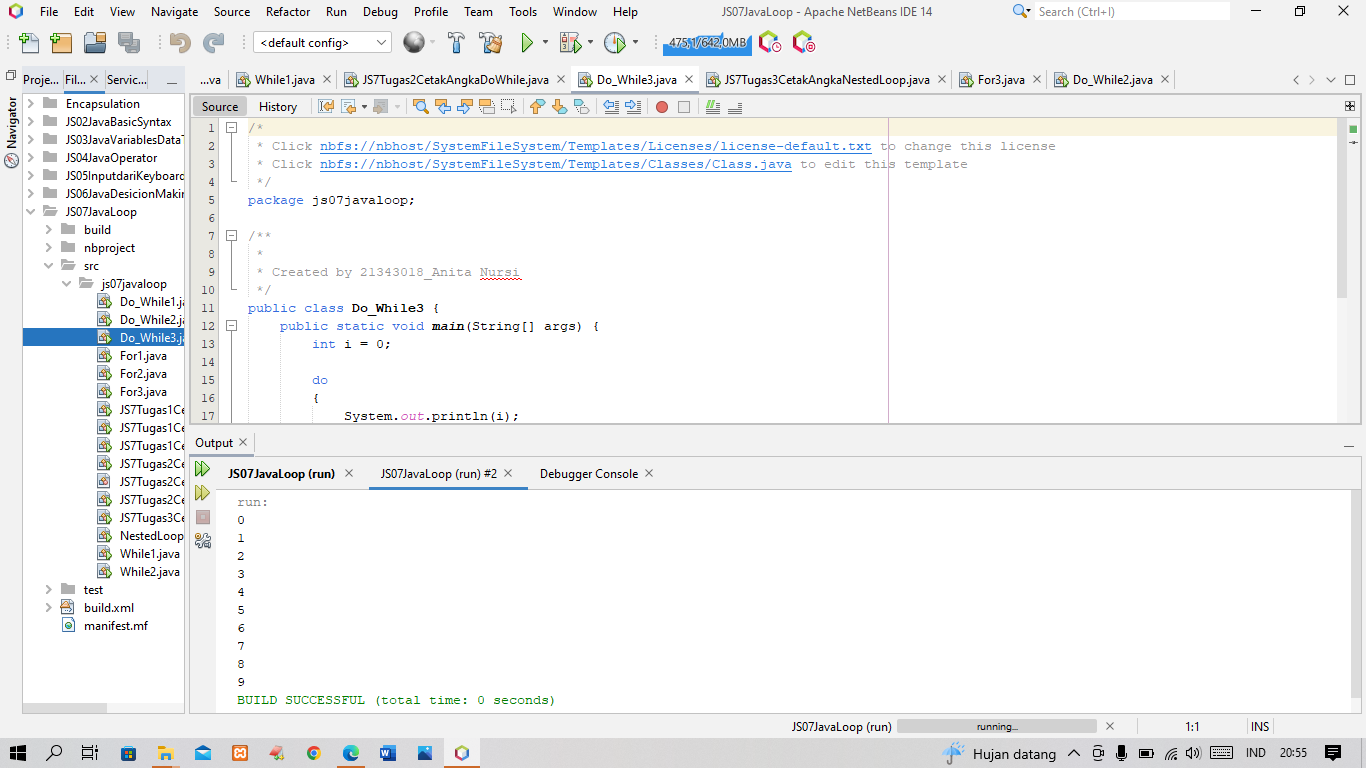 File Edit View Navigate Source Refactor Run Debug Profile Team Tools Window Help
JS07JavaLoop - Apache NetBeans IDE 14
Search (Ctrl+I)
<default config>
475,1/642,0MB
Proje... Fil... Servic...
...va While1.java JS7Tugas2CetakAngkaDoWhile.java Do_While3.java JS7Tugas3CetakAngkaNestedLoop.java For3.java Do_While2.java
Navigator
Encapsulation
JS02JavaBasicSyntax
JS03JavaVariablesDataT
JS04JavaOperator
JS05InputdariKeyboard
JS06JavaDesicionMakin
JS07JavaLoop
build
nbproject
src
js07javaloop
Do_While1.ja
Do_While2.ja
Do_While3.ja
For1.java
For2.java
For3.java
JS7Tugas1Ce
JS7Tugas1Ce
JS7Tugas1Ce
JS7Tugas2Ce
JS7Tugas2Ce
JS7Tugas2Ce
JS7Tugas3Ce
NestedLoop
While1.java
While2.java
test
build.xml
manifest.mf
Source History
1 /*
2 * Click nbfs://nbhost/SystemFileSystem/Templates/Licenses/license-default.txt to change this license
3 * Click nbfs://nbhost/SystemFileSystem/Templates/Classes/Class.java to edit this template
4 */
5 package js07javaloop;
6
7 /**
8 *
9 * Created by 21343018_Anita Nursi
10 */
11 public class Do_While3 {
12 public static void main(String[] args) {
13 int i = 0;
14
15 do
16 {
17 System.out.println(i);
Output
JS07JavaLoop (run) JS07JavaLoop (run) #2 Debugger Console
run:
0
1
2
3
4
5
6
7
8
9
BUILD SUCCESSFUL (total time: 0 seconds)
JS07JavaLoop (run) running... 1:1 INS
Hujan datang IND 20:55